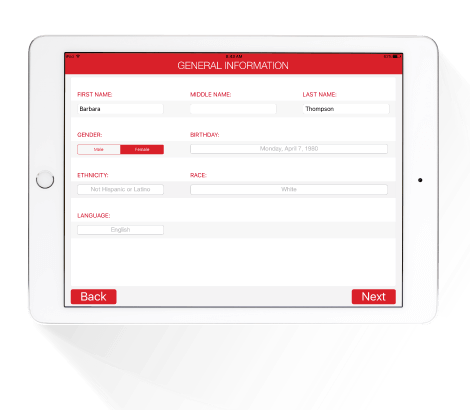 GENERAL INFORMATION
FIRST NAME: MIDDLE NAME: LAST NAME:
Barbara Thompson
GENDER: BIRTHDAY:
Male Female Monday, April 7, 1980
ETHNICITY: RACE:
Not Hispanic or Latino White
LANGUAGE:
English
Back Next